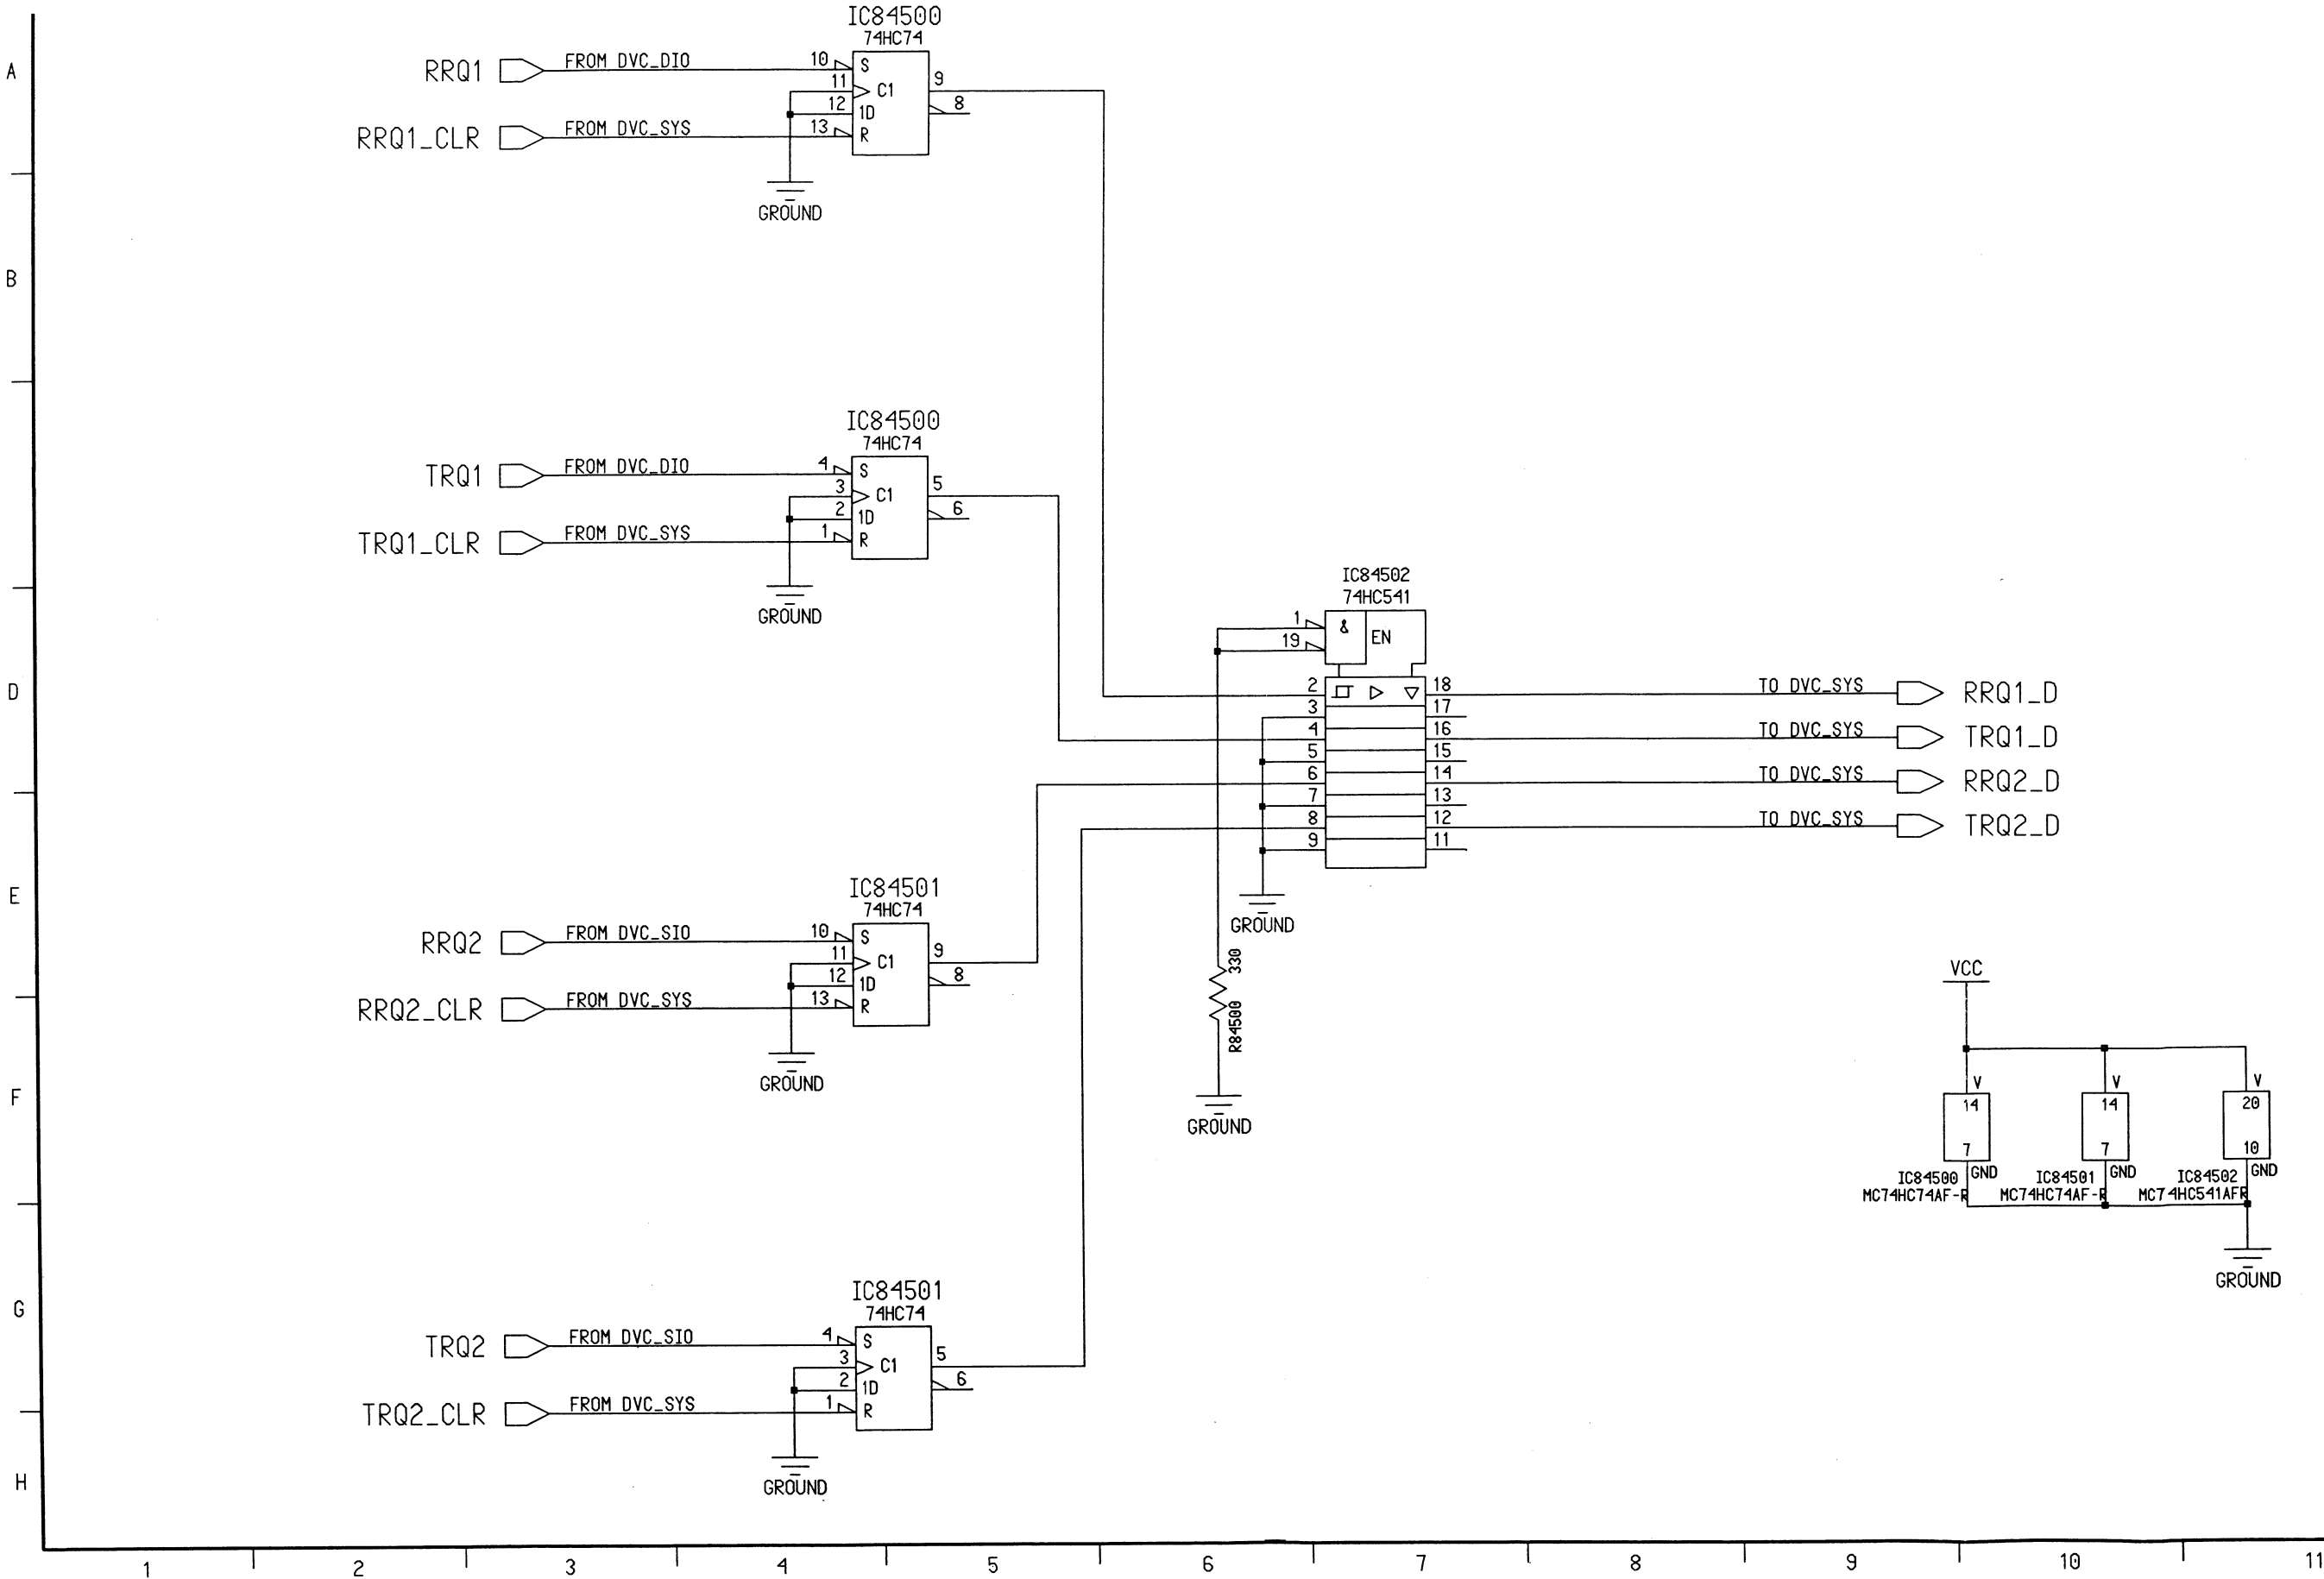 IC84500
74HC74
A
RRQ1
FROM DVC_DIO
10
S
11
C1
12
1D
13
R
9
8
RRQ1_CLR
FROM DVC_SYS
GROUND
B
IC84500
74HC74
TRQ1
FROM DVC_DIO
4
S
3
C1
2
1D
1
R
5
6
TRQ1_CLR
FROM DVC_SYS
GROUND
IC84502
74HC541
1
&
19
EN
D
2
18
TO DVC_SYS
RRQ1_D
3
17
4
16
TO DVC_SYS
TRQ1_D
5
15
6
14
TO DVC_SYS
RRQ2_D
7
13
8
12
TO DVC_SYS
TRQ2_D
9
11
GROUND
E
IC84501
74HC74
RRQ2
FROM DVC_SIO
10
S
11
C1
12
1D
13
R
9
8
RRQ2_CLR
FROM DVC_SYS
GROUND
330
R84500
GROUND
VCC
F
V
14
7
GND
IC84500
MC74HC74AF-R
V
14
7
GND
IC84501
MC74HC74AF-R
V
20
10
GND
IC84502
MC74HC541AFR
GROUND
G
IC84501
74HC74
TRQ2
FROM DVC_SIO
4
S
3
C1
2
1D
1
R
5
6
TRQ2_CLR
FROM DVC_SYS
GROUND
H
1 2 3 4 5 6 7 8 9 10 11